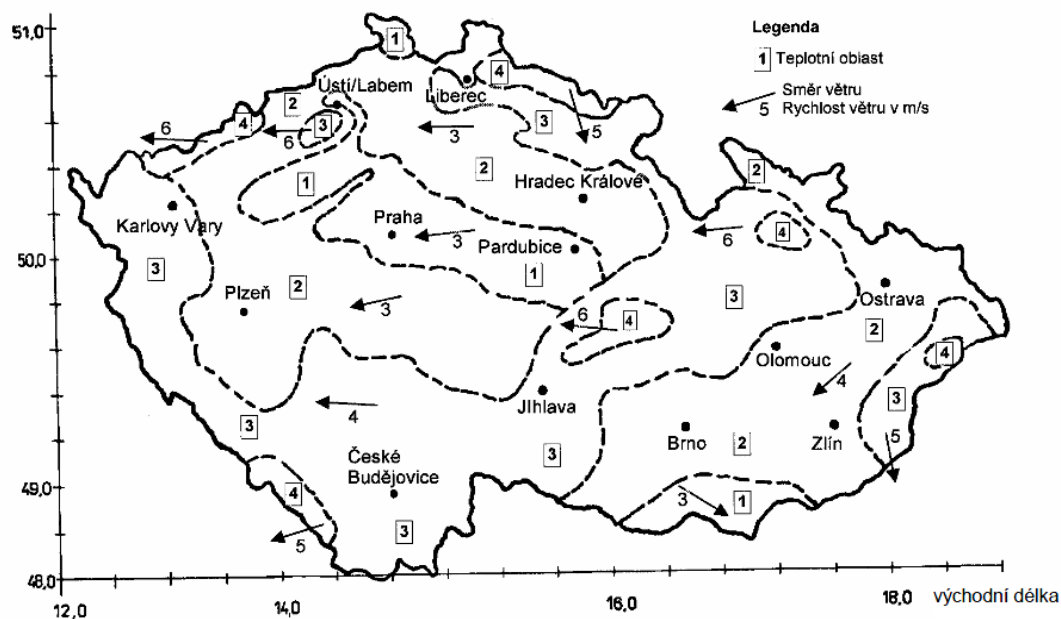 51,0
50,0
49,0
48,0
12,0
14,0
16,0
18,0
východní délka
Legenda
1 Teplotní oblast
Směr větru
5 Rychlost větru v m/s
1
4
Ústí/Labem
Liberec
2
4
3
6
6
3
5
3
2
2
1
Hradec Králové
Karlovy Vary
Praha
3
Pardubice
6
4
3
2
1
3
Plzeň
3
Ostrava
6
4
2
Olomouc
4
4
JIhlava
3
4
3
Brno
2
Zlín
5
3
České
Budějovice
3
4
3
1
5
3